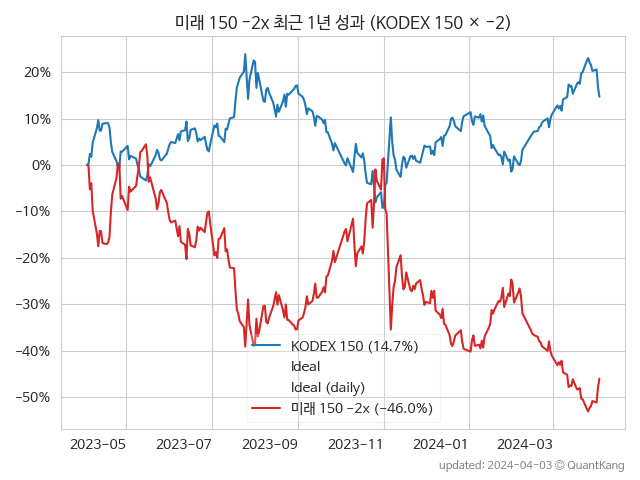 미래 150 −2x 최근 1년 성과 (KODEX 150 × −2)
20%
10%
0%
−10%
−20%
−30%
−40%
−50%
KODEX 150 (14.7%)
Ideal
Ideal (daily)
미래 150 −2x (−46.0%)
2023-05 2023-07 2023-09 2023-11 2024-01 2024-03
updated: 2024-04-03 © QuantKang